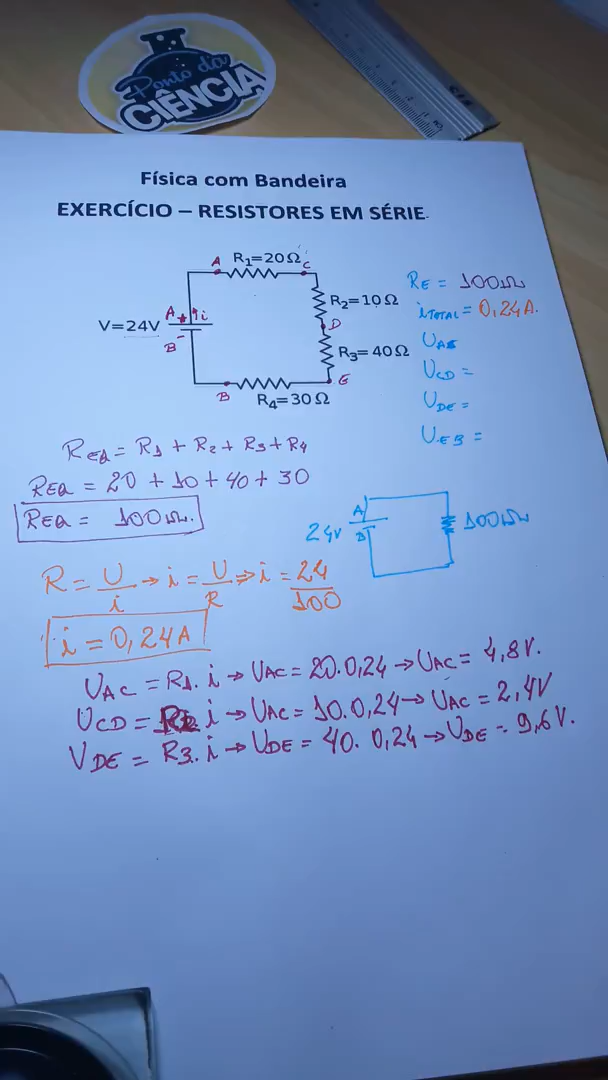 Ponto da
CIÊNCIA
Física com Bandeira
EXERCÍCIO – RESISTORES EM SÉRIE.
A R₁=20Ω C
R₂=10Ω
A + i
V=24V
D
B -
R₃=40Ω
B E
R₄=30Ω
RE = 100Ω
iTOTAL = 0,24A.
UCD =
UDE =
UEB =
REQ = R1 + R2 + R3 + R4
REQ = 20 + 10 + 40 + 30
REQ = 100Ω.
A
24V 100Ω
B
R = U/i → i = U/R ⇒ i = 24/100
i = 0,24A
UAC = R1. i → UAC = 20.0,24 → UAC = 4,8V.
UCD = i → UAC = 10.0,24 → UAC = 2,4V
VDE = R3. i → UDE = 40. 0,24 → UDE = 9,6V.